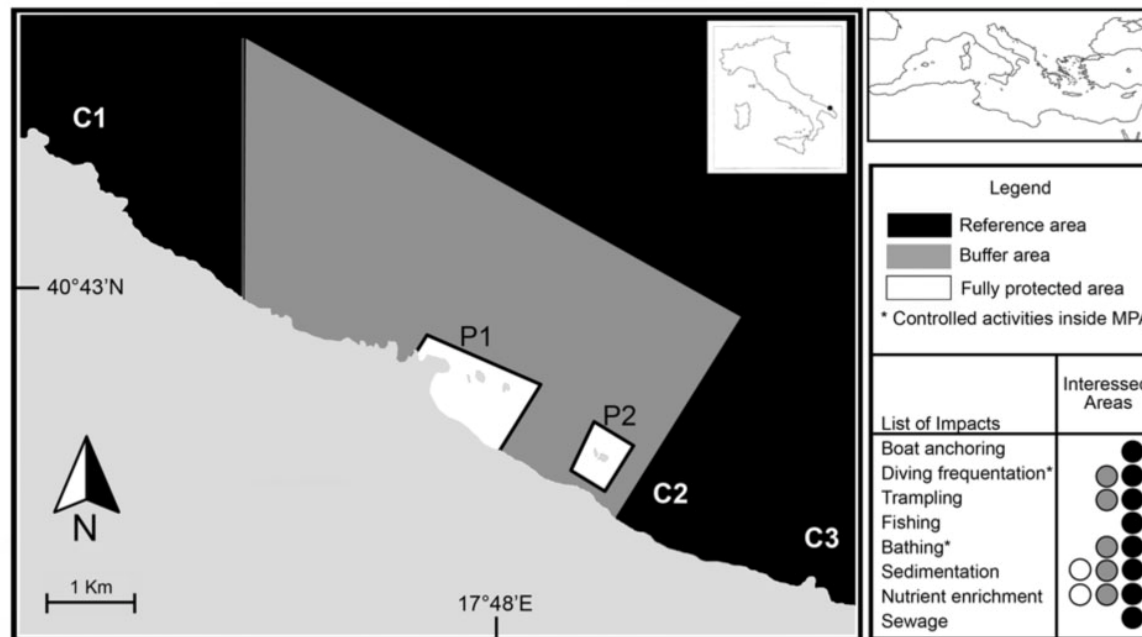 C1
40°43'N
P1
P2
C2
C3
N
1 Km
17°48'E
Legend
Reference area
Buffer area
Fully protected area
* Controlled activities inside MPA
List of Impacts
Interessed
Areas
Boat anchoring
Diving frequentation*
Trampling
Fishing
Bathing*
Sedimentation
Nutrient enrichment
Sewage